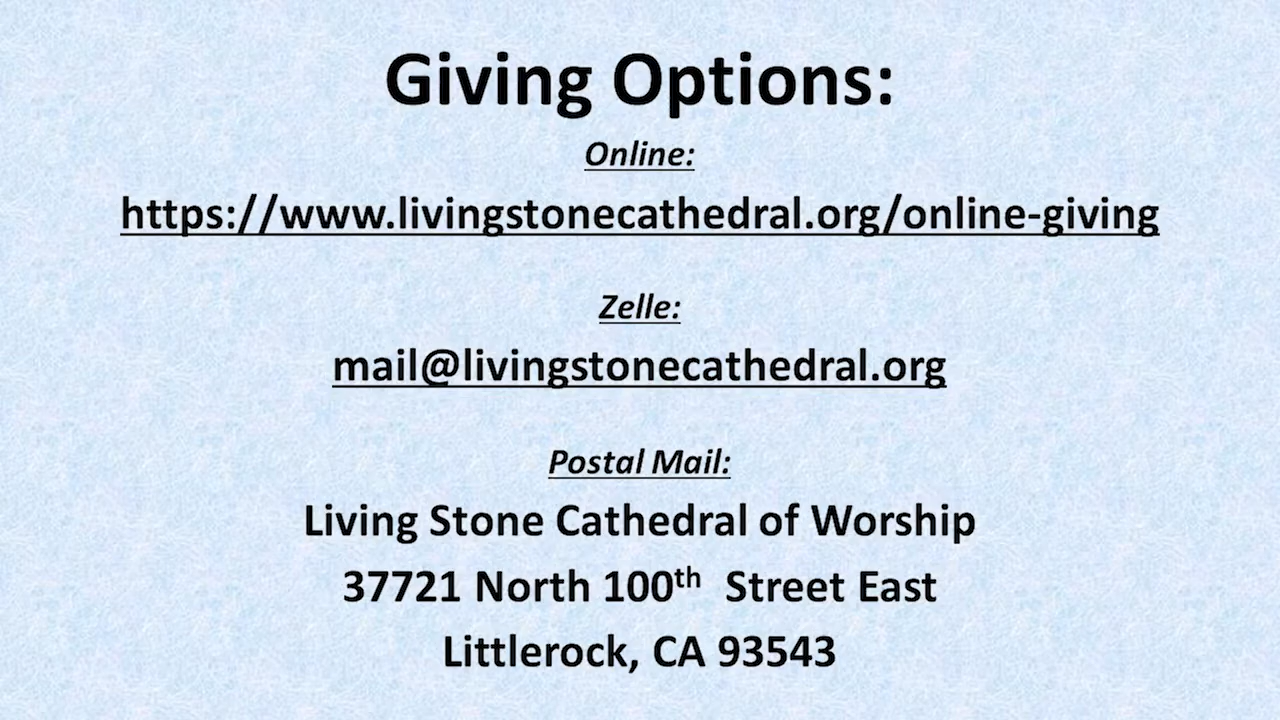 Giving Options:
Online:
https://www.livingstonecathedral.org/online-giving
Zelle:
mail@livingstonecathedral.org
Postal Mail:
Living Stone Cathedral of Worship
37721 North 100th Street East
Littlerock, CA 93543